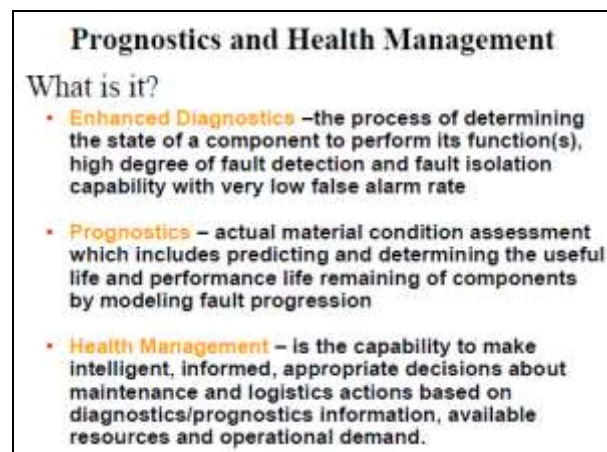 Prognostics and Health Management
What is it?
• Enhanced Diagnostics –the process of determining
the state of a component to perform its function(s),
high degree of fault detection and fault isolation
capability with very low false alarm rate
• Prognostics – actual material condition assessment
which includes predicting and determining the useful
life and performance life remaining of components
by modeling fault progression
• Health Management – is the capability to make
intelligent, informed, appropriate decisions about
maintenance and logistics actions based on
diagnostics/prognostics information, available
resources and operational demand.